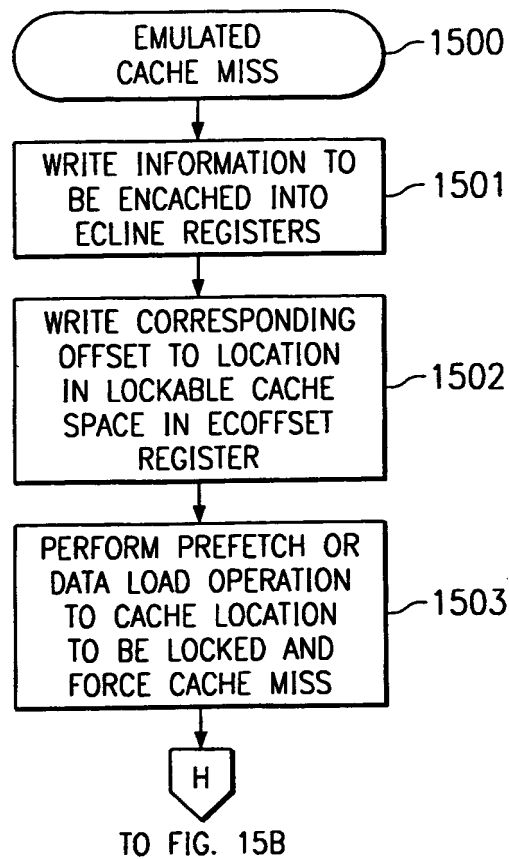 EMULATED
CACHE MISS
1500
WRITE INFORMATION TO
BE ENCACHED INTO
ECLINE REGISTERS
1501
WRITE CORRESPONDING
OFFSET TO LOCATION
IN LOCKABLE CACHE
SPACE IN ECOFFSET
REGISTER
1502
PERFORM PREFETCH OR
DATA LOAD OPERATION
TO CACHE LOCATION
TO BE LOCKED AND
FORCE CACHE MISS
1503
H
TO FIG. 15B